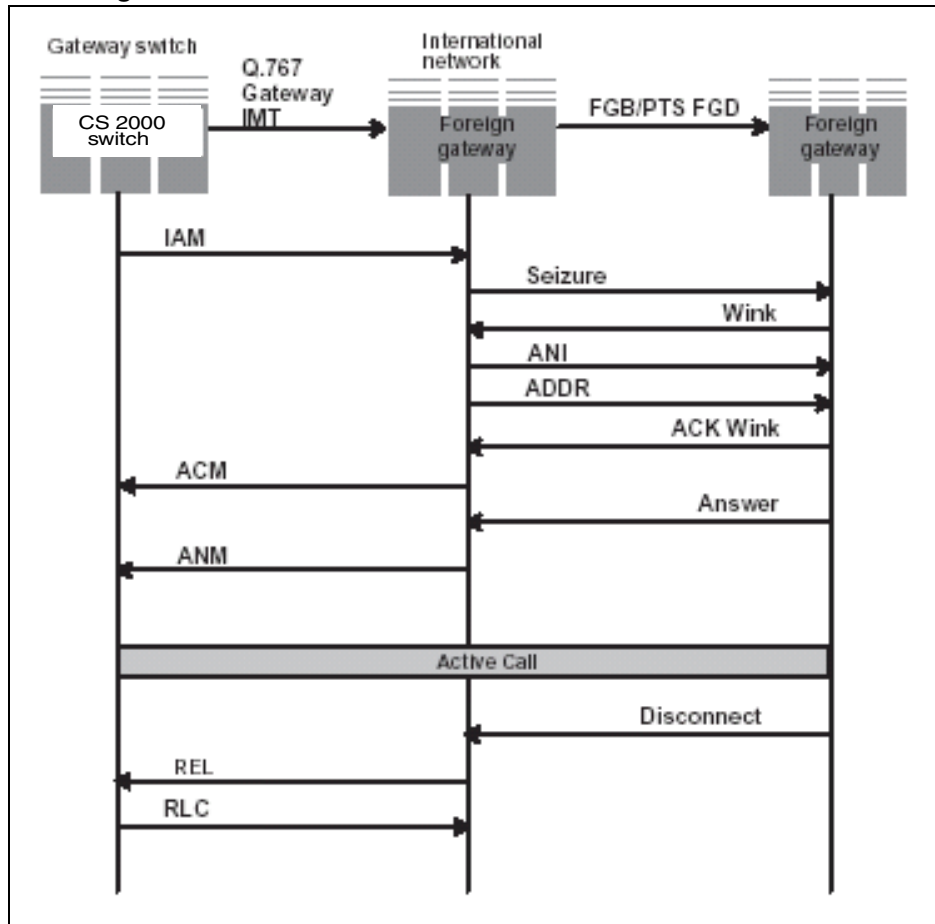 Gateway switch
International
network
Q.767
Gateway
IMT
FGB/PTS FGD
CS 2000
switch
Foreign
gateway
Foreign
gateway
IAM
Seizure
Wink
ANI
ADDR
ACK Wink
ACM
Answer
ANM
Active Call
Disconnect
REL
RLC